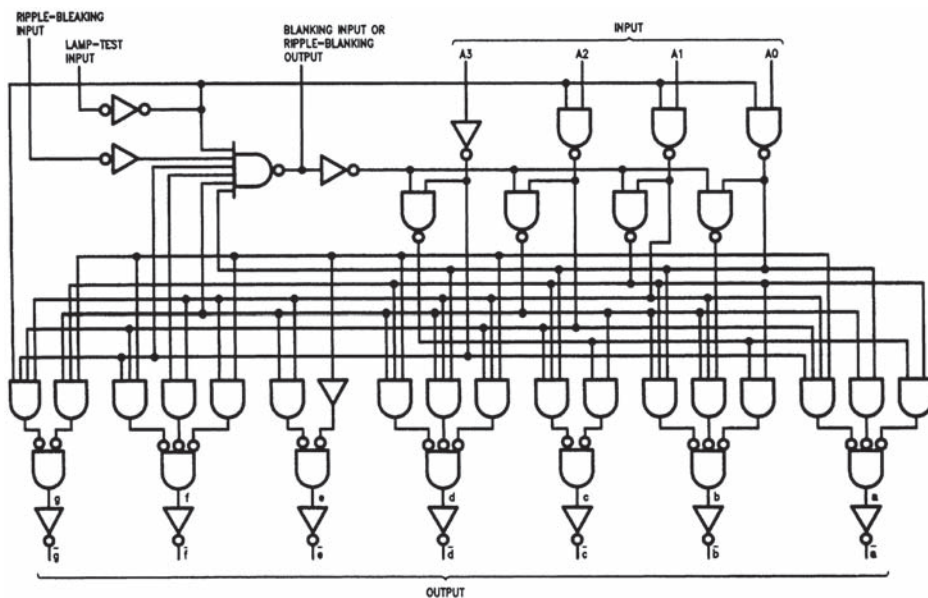 RIPPLE-BLEAKING
INPUT
LAMP-TEST
INPUT
BLANKING INPUT OR
RIPPLE-BLANKING
OUTPUT
INPUT
A3
A2
A1
A0
g
f
e
d
c
b
a
g̅
f̅
e̅
d̅
c̅
b̅
a̅
OUTPUT